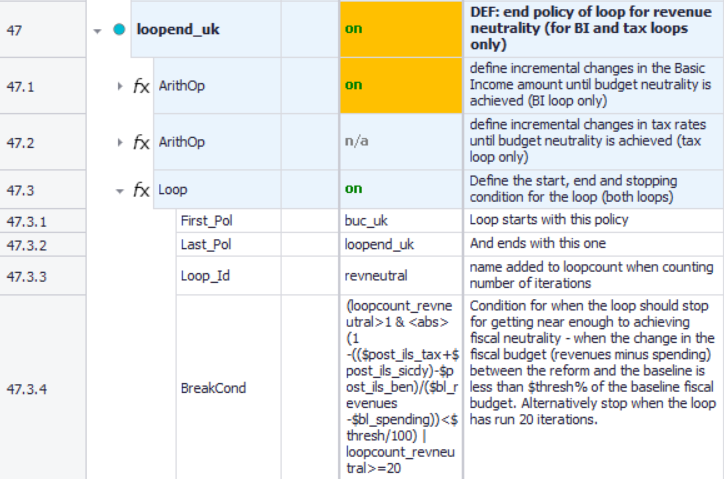 47 loopend_uk on DEF: end policy of loop for revenue
neutrality (for BI and tax loops
only)
47.1 fx ArithOp on define incremental changes in the Basic
Income amount until budget neutrality is
achieved (BI loop only)
47.2 fx ArithOp n/a define incremental changes in tax rates
until budget neutrality is achieved (tax
loop only)
47.3 fx Loop on Define the start, end and stopping
condition for the loop (both loops)
47.3.1 First_Pol buc_uk Loop starts with this policy
47.3.2 Last_Pol loopend_uk And ends with this one
47.3.3 Loop_Id revneutral name added to loopcount when counting
number of iterations
47.3.4 BreakCond
(loopcount_revne
utral>1 & <abs>
(1
-(($post_ils_tax+$
post_ils_sicdy)-$p
ost_ils_ben)/($bl_r
evenues
-$bl_spending))<$
thresh/100) |
loopcount_revneu
tral>=20
Condition for when the loop should stop
for getting near enough to achieving
fiscal neutrality - when the change in the
fiscal budget (revenues minus spending)
between the reform and the baseline is
less than $thresh% of the baseline fiscal
budget. Alternatively stop when the loop
has run 20 iterations.